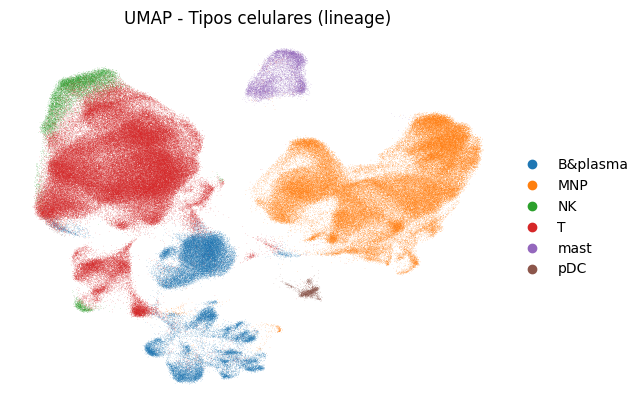 UMAP - Tipos celulares (lineage)
B&plasma
MNP
NK
T
mast
pDC